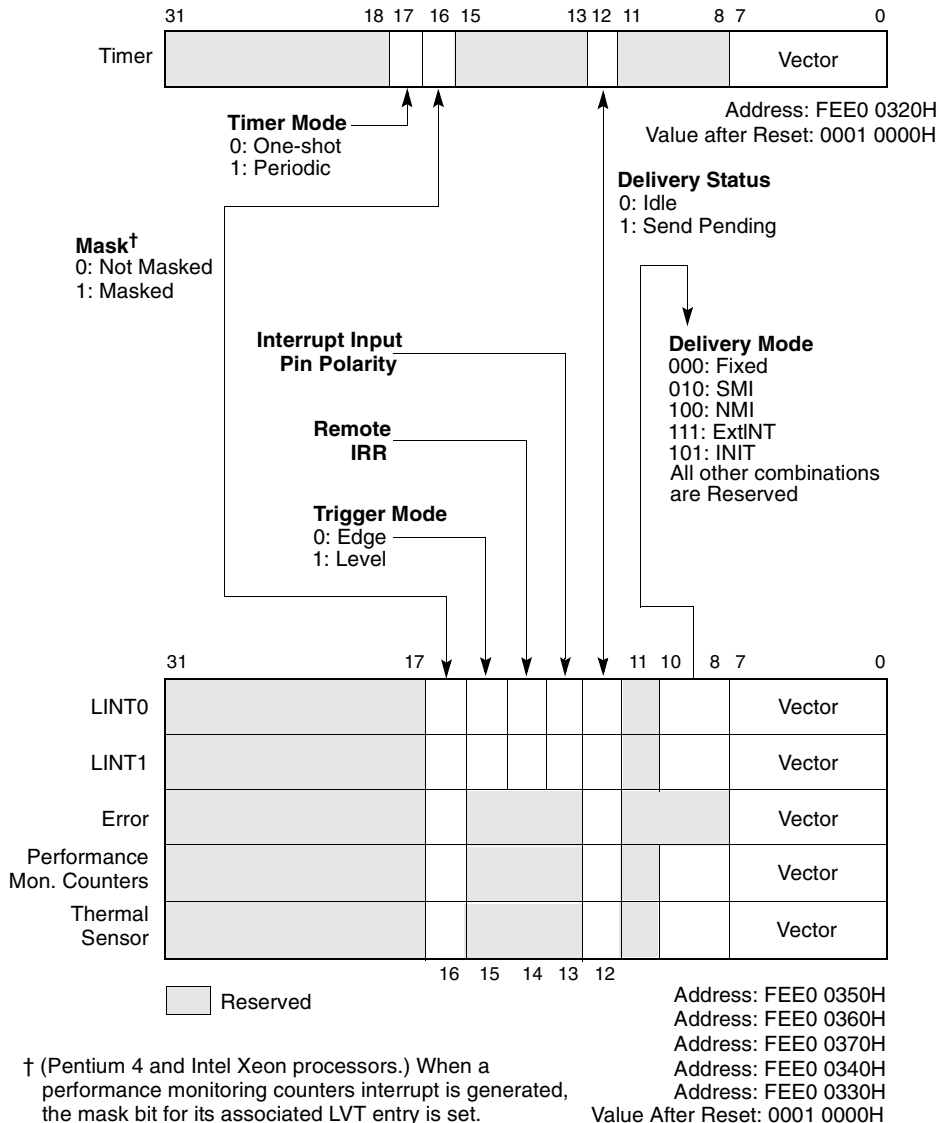 31 18 17 16 15 13 12 11 8 7 0
Timer Vector
Address: FEE0 0320H
Value after Reset: 0001 0000H
Timer Mode
0: One-shot
1: Periodic
Delivery Status
0: Idle
1: Send Pending
Mask†
0: Not Masked
1: Masked
Interrupt Input
Pin Polarity
Delivery Mode
000: Fixed
010: SMI
100: NMI
111: ExtINT
101: INIT
All other combinations
are Reserved
Remote
IRR
Trigger Mode
0: Edge
1: Level
31 17 11 10 8 7 0
LINT0 Vector
LINT1 Vector
Error Vector
Performance
Mon. Counters Vector
Thermal
Sensor Vector
16 15 14 13 12
Reserved
Address: FEE0 0350H
Address: FEE0 0360H
Address: FEE0 0370H
Address: FEE0 0340H
Address: FEE0 0330H
Value After Reset: 0001 0000H
† (Pentium 4 and Intel Xeon processors.) When a
performance monitoring counters interrupt is generated,
the mask bit for its associated LVT entry is set.